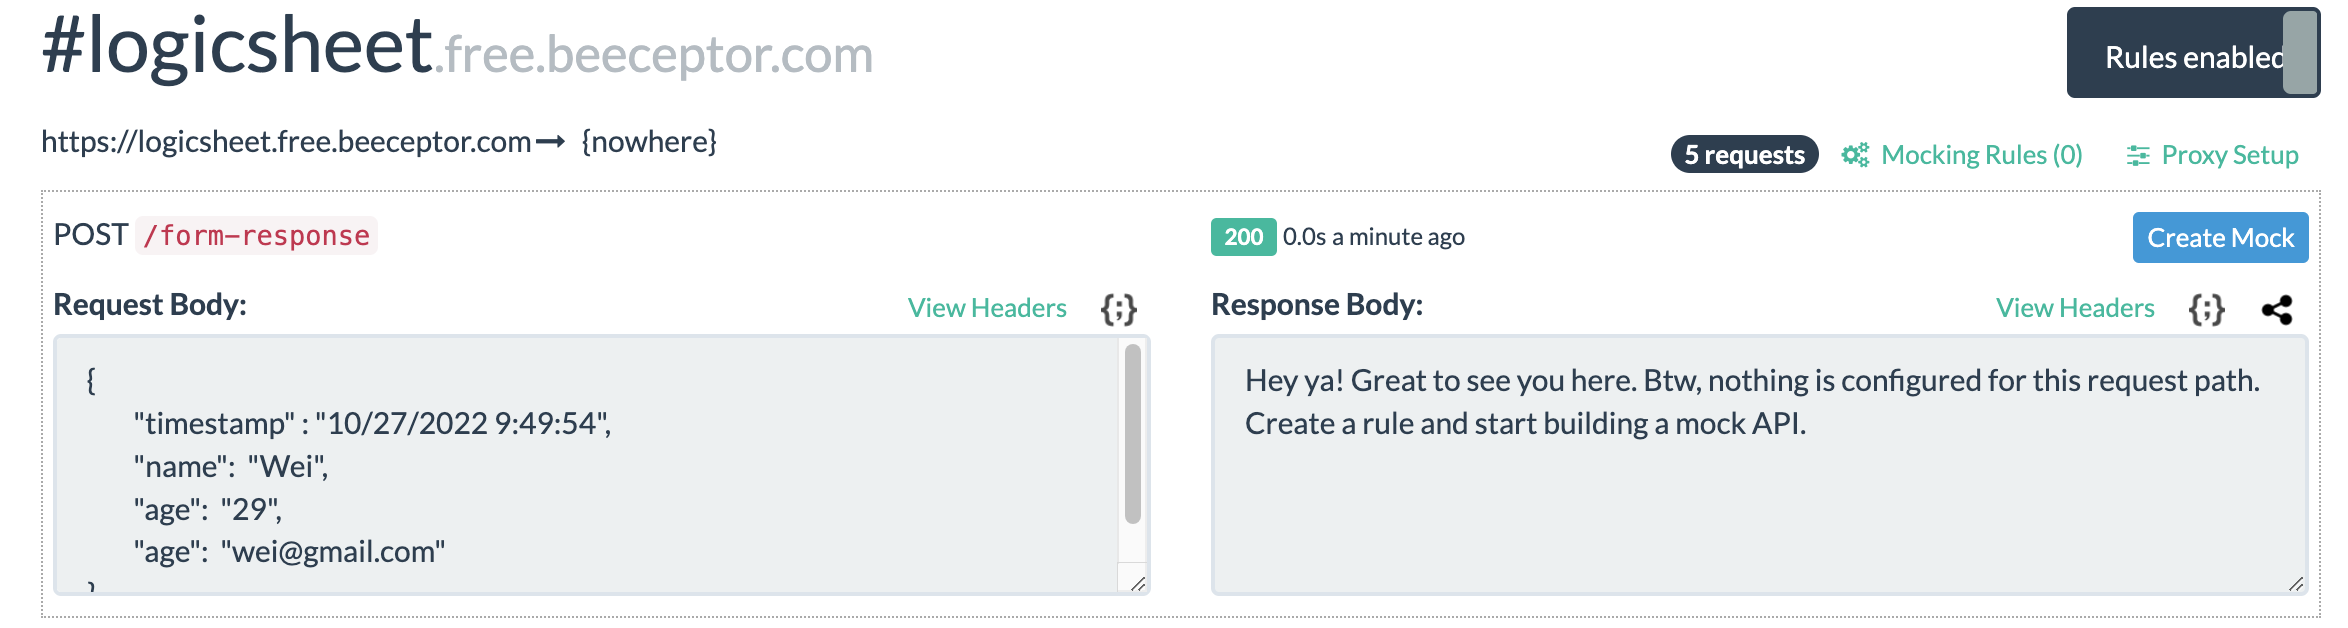 #logicsheet.free.beeceptor.com
Rules enabled
https://logicsheet.free.beeceptor.com→ {nowhere}
5 requests Mocking Rules (0) Proxy Setup
POST /form-response
200 0.0s a minute ago
Create Mock
Request Body:
View Headers {;}
{
"timestamp" : "10/27/2022 9:49:54",
"name": "Wei",
"age": "29",
"age": "wei@gmail.com"
}
Response Body:
View Headers {;}
Hey ya! Great to see you here. Btw, nothing is configured for this request path.
Create a rule and start building a mock API.